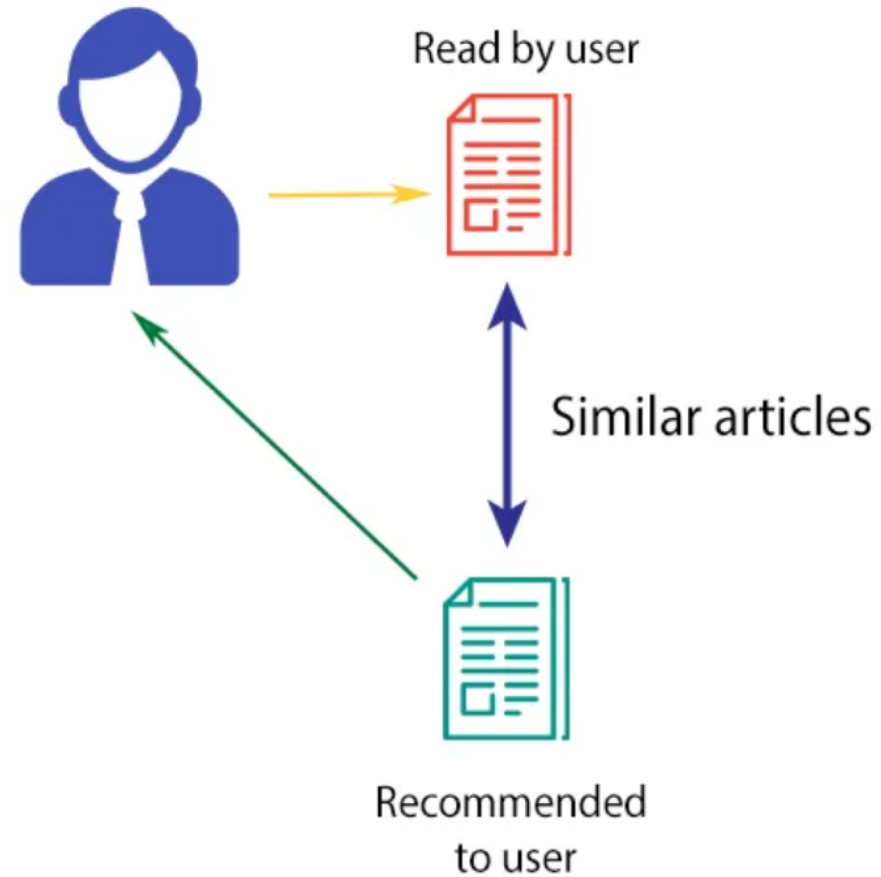 Read by user
Similar articles
Recommended
to user